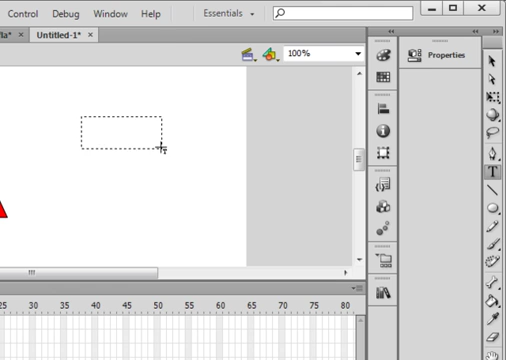 Control Debug Window Help Essentials
fla* × Untitled-1* ×
100%
Properties
T
25 30 35 40 45 50 55 60 65 70 75 80